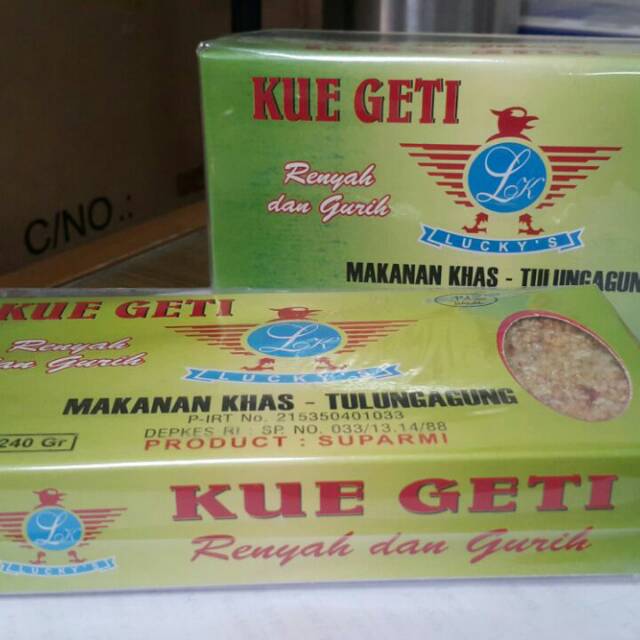 KUE GETI
Renyah
dan Gurih
LK
LUCKY'S
MAKANAN KHAS - TULUNGAGUN
C/NO.:
KUE GETI
Renyah
dan Gurih
LK
LUCKY'S
MAKANAN KHAS - TULUNGAGUNG
P-IRT No. 215350401033
DEPKES RI : SP. NO. 033/13.14/88
PRODUCT : SUPARMI
240 Gr
LK
LUCKY'S
KUE GETI
Renyah dan Gurih